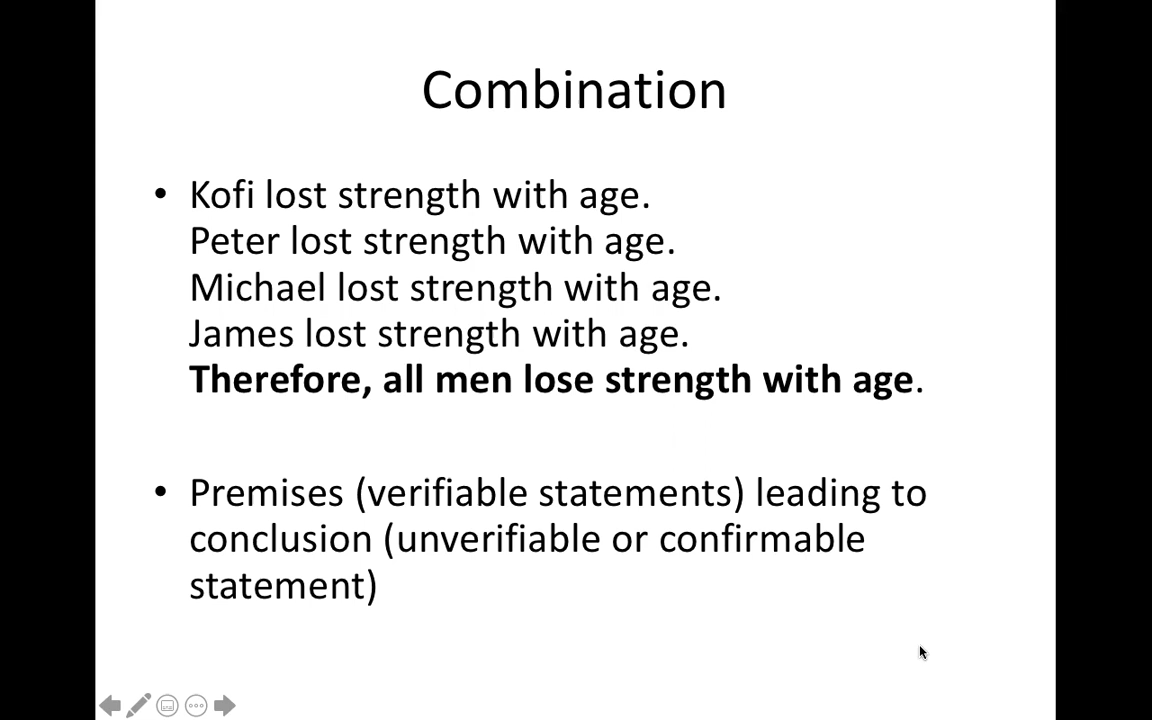 Combination
• Kofi lost strength with age.
Peter lost strength with age.
Michael lost strength with age.
James lost strength with age.
Therefore, all men lose strength with age.
• Premises (verifiable statements) leading to
conclusion (unverifiable or confirmable
statement)